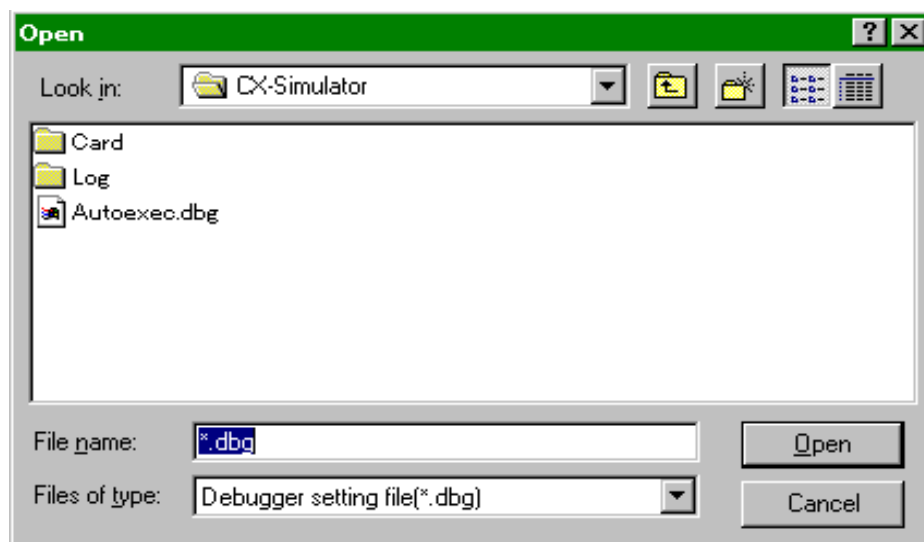 Open
Look in: CX-Simulator
Card
Log
Autoexec.dbg
File name: *.dbg Open
Files of type: Debugger setting file(*.dbg) Cancel